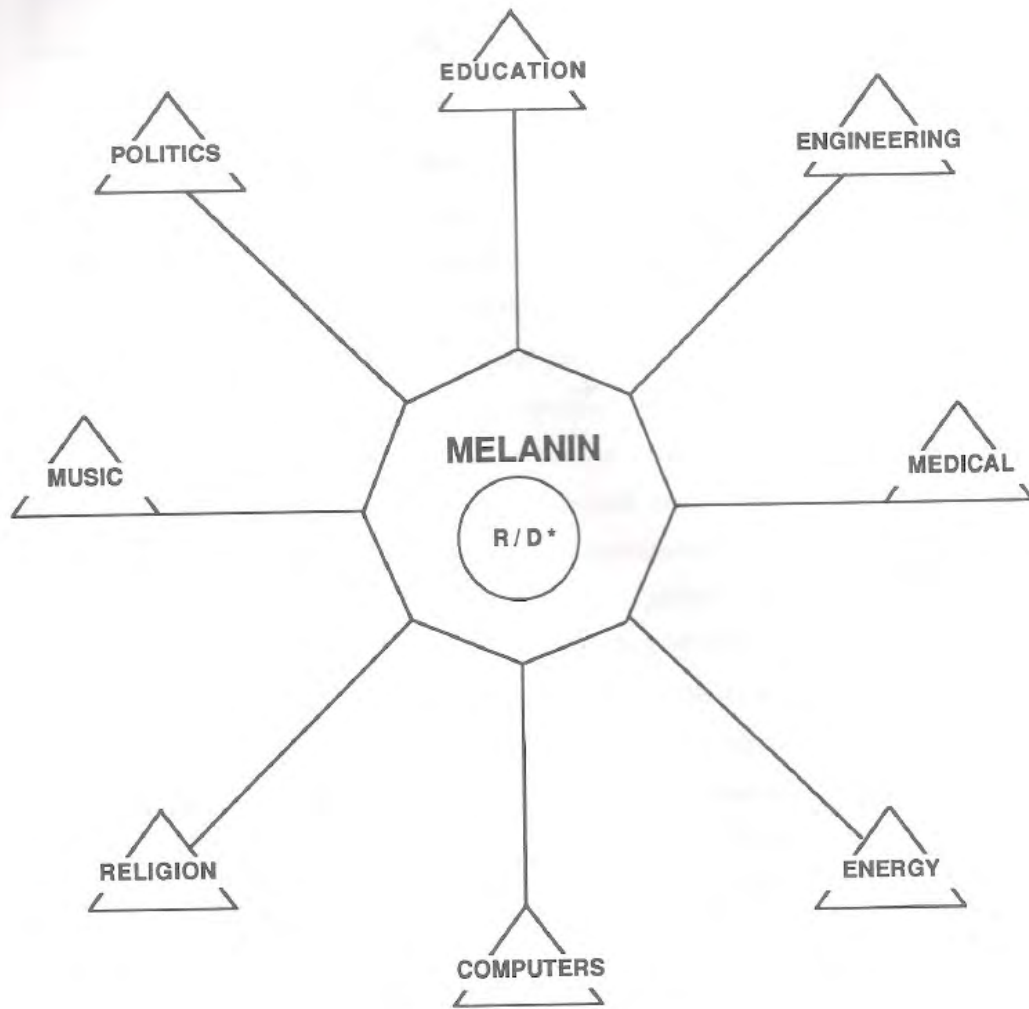 EDUCATION
POLITICS
ENGINEERING
MELANIN
MUSIC
MEDICAL
R / D *
RELIGION
ENERGY
COMPUTERS